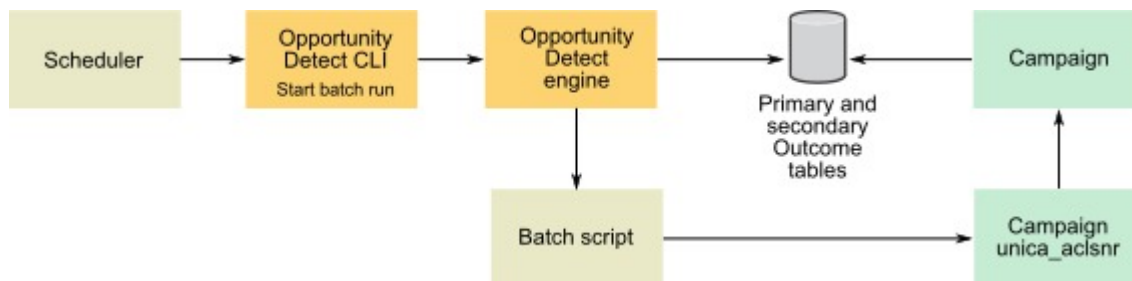 Scheduler
Opportunity
Detect CLI
Start batch run
Opportunity
Detect
engine
Primary and
secondary
Outcome
tables
Campaign
Batch script
Campaign
unica_aclsnr